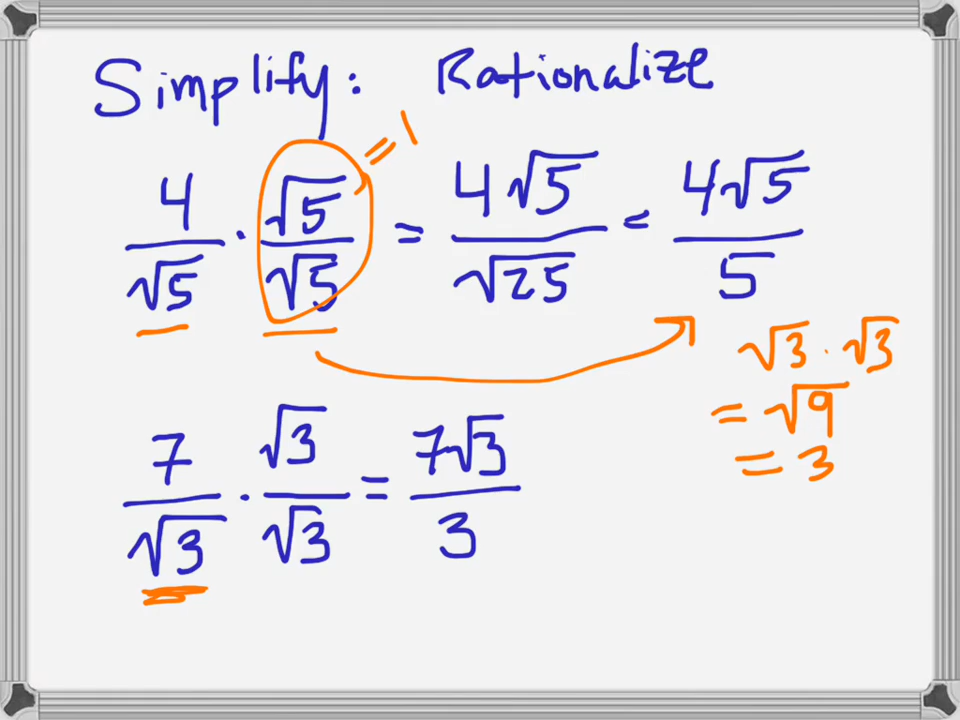 Simplify: Rationalize
4/√5 · √5/√5 = 4√5/√25 = 4√5/5
= 1
√3 · √3
= √9
= 3
7/√3 · √3/√3 = 7√3/3